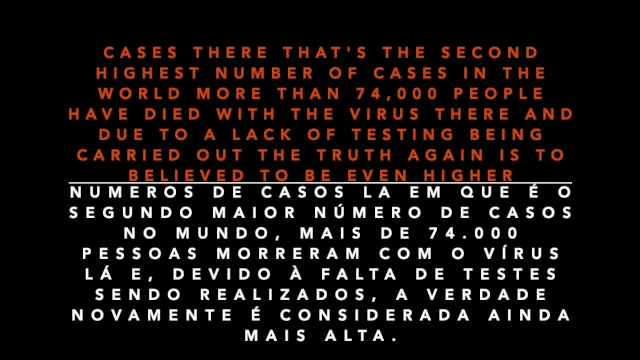 CASES THERE THAT'S THE SECOND
HIGHEST NUMBER OF CASES IN THE
WORLD MORE THAN 74,000 PEOPLE
HAVE DIED WITH THE VIRUS THERE AND
DUE TO A LACK OF TESTING BEING
CARRIED OUT THE TRUTH AGAIN IS TO
BELIEVED TO BE EVEN HIGHER
NUMEROS DE CASOS LA EM QUE É O
SEGUNDO MAIOR NÚMERO DE CASOS
NO MUNDO, MAIS DE 74.000
PESSOAS MORRERAM COM O VÍRUS
LÁ E, DEVIDO À FALTA DE TESTES
SENDO REALIZADOS, A VERDADE
NOVAMENTE É CONSIDERADA AINDA
MAIS ALTA.